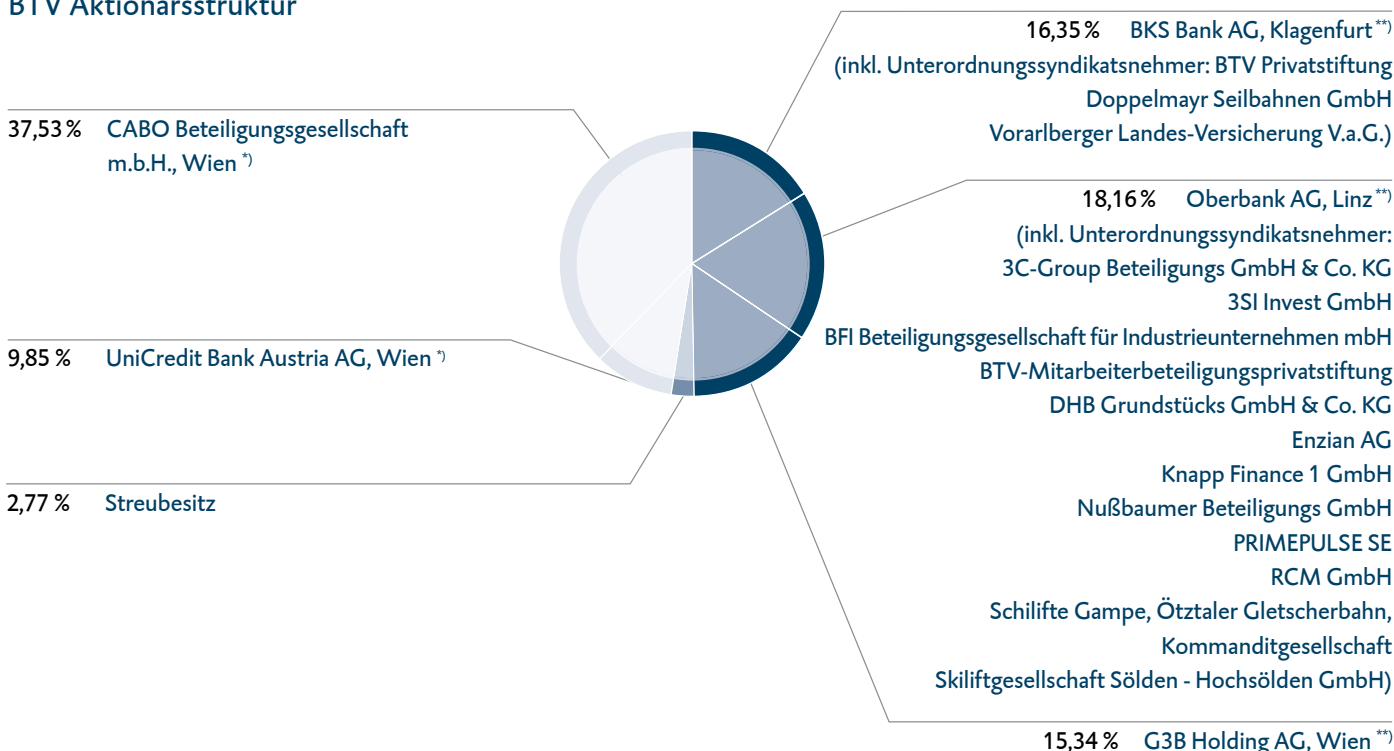 BTV Aktionärsstruktur
37,53 % CABO Beteiligungsgesellschaft
m.b.H., Wien *)
9,85 % UniCredit Bank Austria AG, Wien *)
2,77 % Streubesitz
16,35 % BKS Bank AG, Klagenfurt **)
(inkl. Unterordnungssyndikatsnehmer: BTV Privatstiftung
Doppelmayr Seilbahnen GmbH
Vorarlberger Landes-Versicherung V.a.G.)
18,16 % Oberbank AG, Linz **)
(inkl. Unterordnungssyndikatsnehmer:
3C-Group Beteiligungs GmbH & Co. KG
3SI Invest GmbH
BFI Beteiligungsgesellschaft für Industrieunternehmen mbH
BTV-Mitarbeiterbeteiligungsprivatstiftung
DHB Grundstücks GmbH & Co. KG
Enzian AG
Knapp Finance 1 GmbH
Nußbaumer Beteiligungs GmbH
PRIMEPULSE SE
RCM GmbH
Schilifte Gampe, Ötztaler Gletscherbahn,
Kommanditgesellschaft
Skiliftgesellschaft Sölden - Hochsölden GmbH)
15,34 % G3B Holding AG, Wien **)